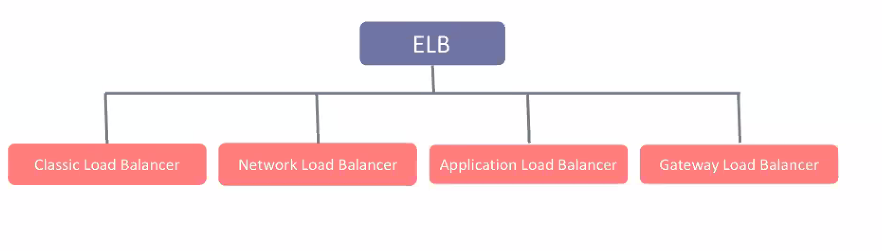 ELB
Classic Load Balancer
Network Load Balancer
Application Load Balancer
Gateway Load Balancer